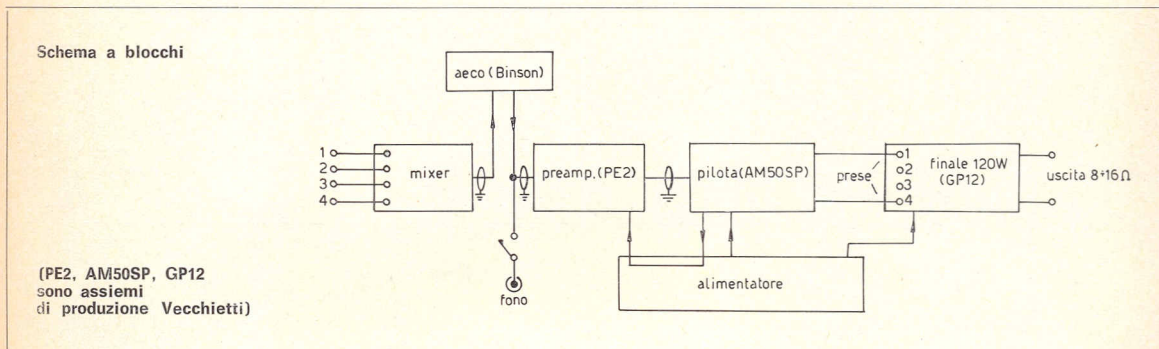 Schema a blocchi
aeco (Binson)
1
2
3
4
mixer
preamp. (PE2)
pilota (AM50SP)
prese
1
2
3
4
finale 120W
(GP12)
uscita 8÷16Ω
fono
alimentatore
(PE2, AM50SP, GP12
sono assiemi
di produzione Vecchietti)